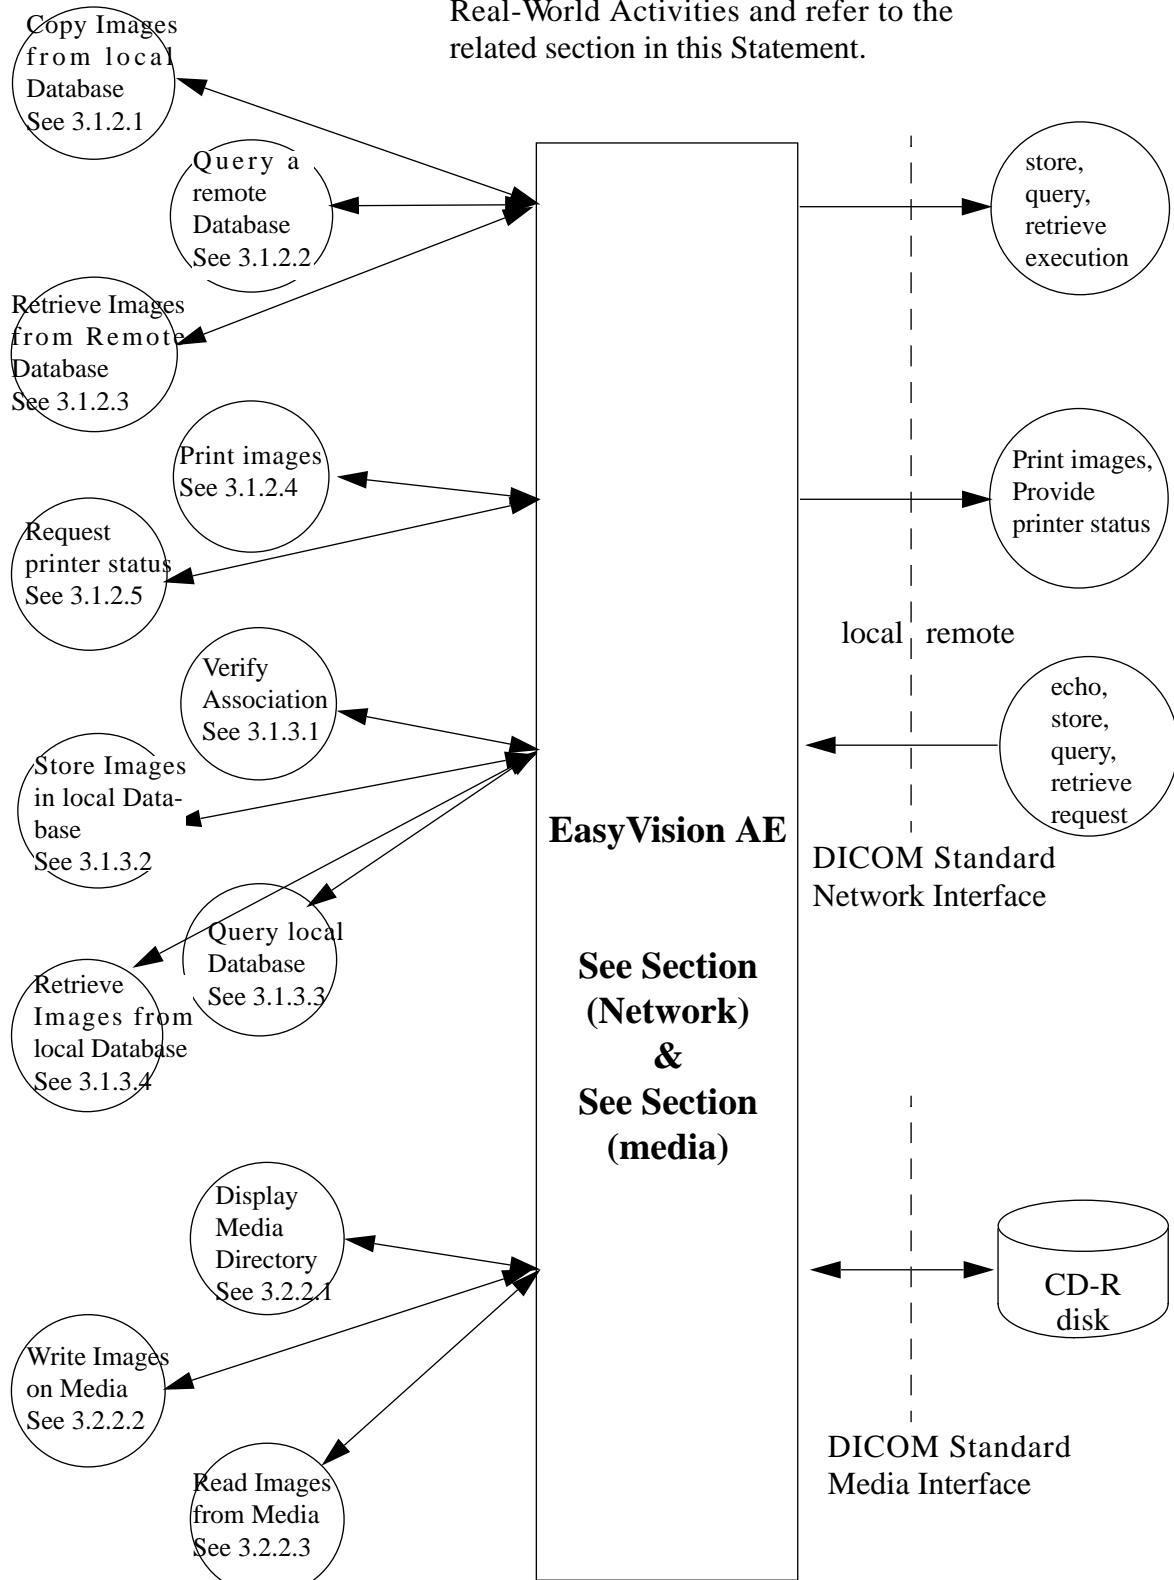 Real-World Activities and refer to the
related section in this Statement.
Copy Images
from local
Database
See 3.1.2.1
Query a
remote
Database
See 3.1.2.2
Retrieve Images
from Remote
Database
See 3.1.2.3
Print images
See 3.1.2.4
Request
printer status
See 3.1.2.5
Verify
Association
See 3.1.3.1
Store Images
in local Data-
base
See 3.1.3.2
Query local
Database
See 3.1.3.3
Retrieve
Images from
local Database
See 3.1.3.4
Display
Media
Directory
See 3.2.2.1
Write Images
on Media
See 3.2.2.2
Read Images
from Media
See 3.2.2.3
EasyVision AE
See Section
(Network)
&
See Section
(media)
store,
query,
retrieve
execution
Print images,
Provide
printer status
local remote
echo,
store,
query,
retrieve
request
DICOM Standard
Network Interface
CD-R
disk
DICOM Standard
Media Interface